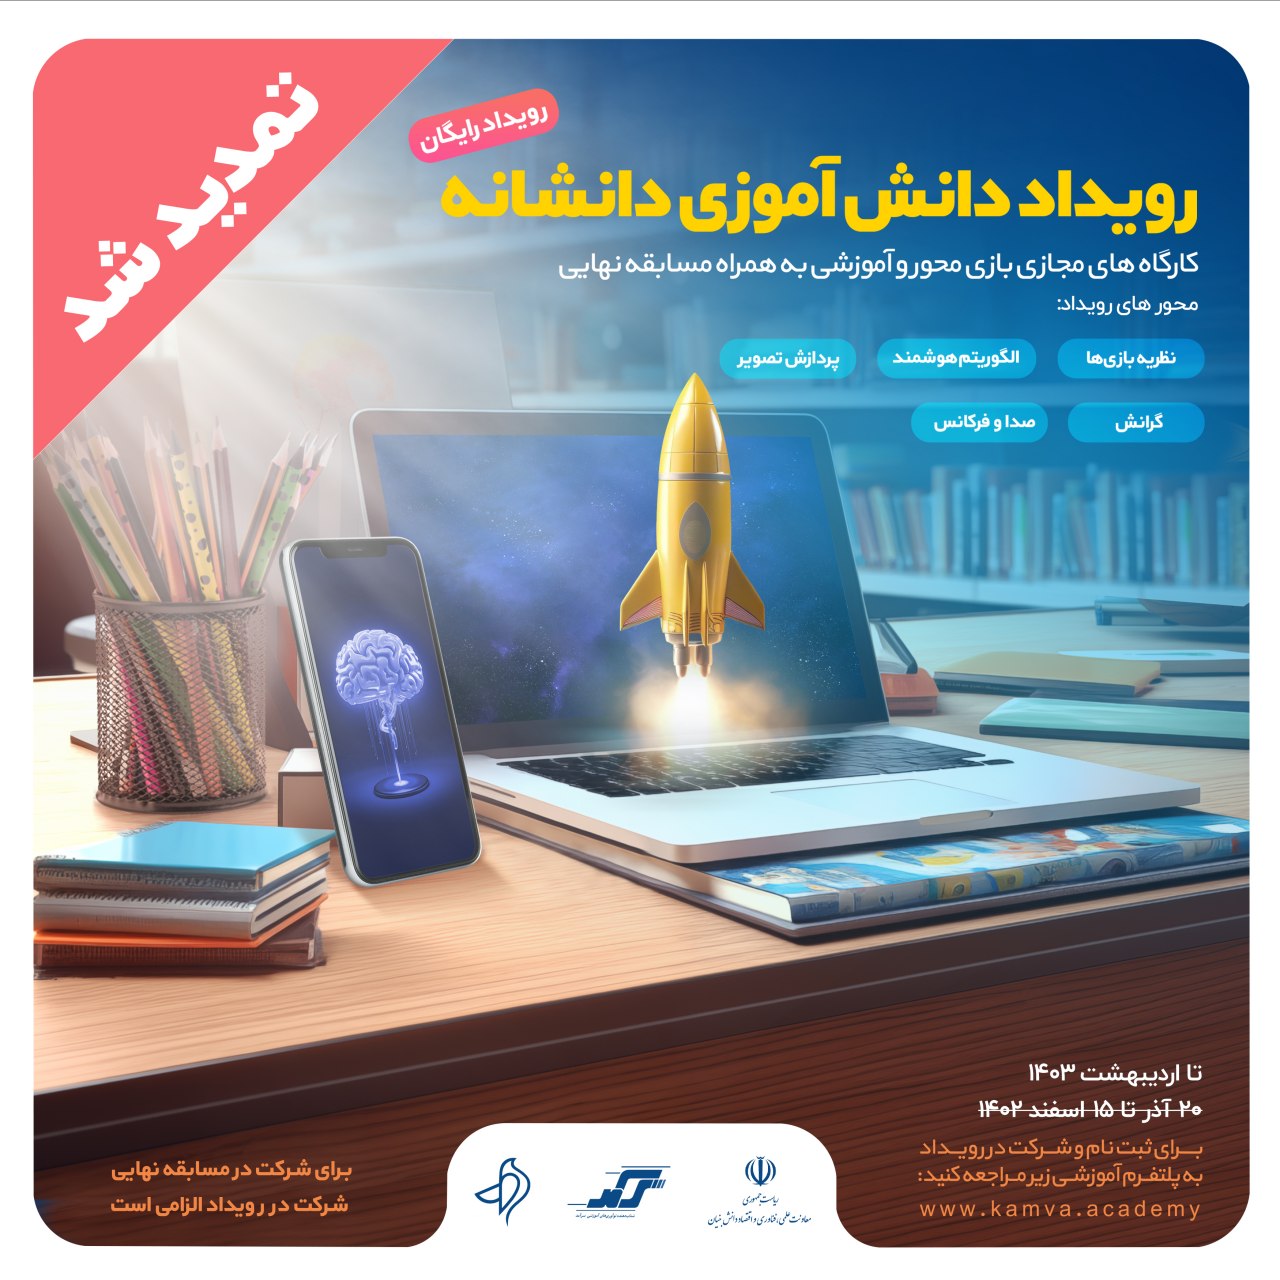 تمدید شد
رویداد رایگان
رویداد دانش آموزی دانشانه
کارگاه های مجازی بازی محور و آموزشی به همراه مسابقه نهایی
محور های رویداد:
نظریه بازی‌ها
الگوریتم هوشمند
پردازش تصویر
گرانش
صدا و فرکانس
تا اردیبهشت ۱۴۰۳
۲۰ آذر تا ۱۵ اسفند ۱۴۰۲
برای ثبت نام و شرکت در رویداد
به پلتفرم آموزشی زیر مراجعه کنید:
www.kamva.academy
برای شرکت در مسابقه نهایی
شرکت در رویداد الزامی است
ریاست جمهوری
معاونت علمی، فناوری و اقتصاد دانش بنیان